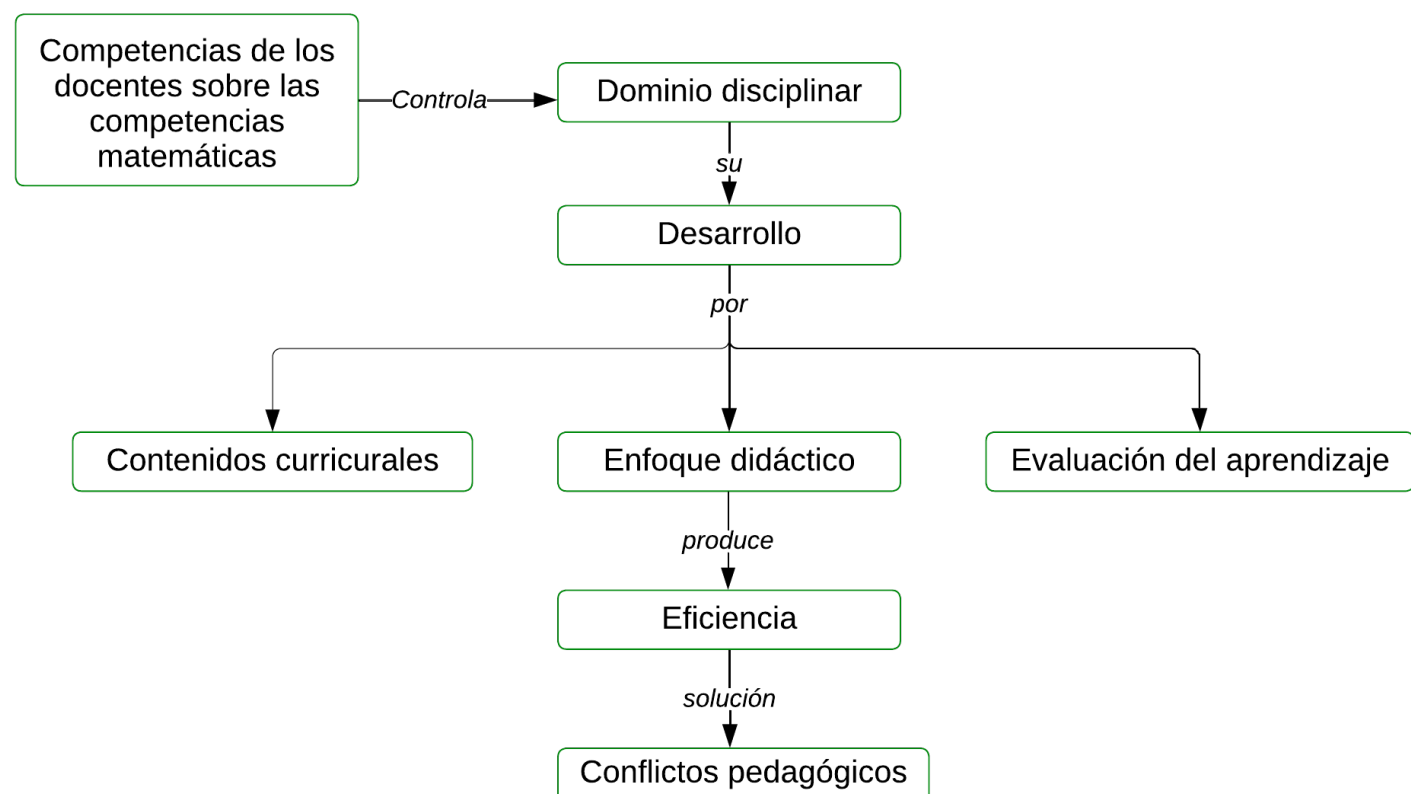 Competencias de los
docentes sobre las
competencias
matemáticas
Controla
Dominio disciplinar
su
Desarrollo
por
Contenidos curricurales
Enfoque didáctico
Evaluación del aprendizaje
produce
Eficiencia
solución
Conflictos pedagógicos